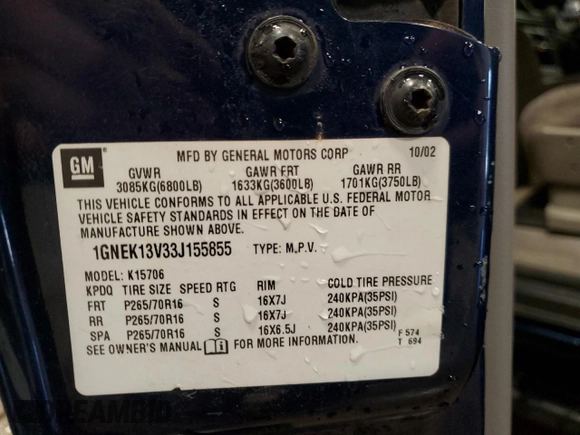 GM
MFD BY GENERAL MOTORS CORP 10/02
GVWR GAWR FRT GAWR RR
3085KG(6800LB) 1633KG(3600LB) 1701KG(3750LB)
THIS VEHICLE CONFORMS TO ALL APPLICABLE U.S. FEDERAL MOTOR
VEHICLE SAFETY STANDARDS IN EFFECT ON THE DATE OF
MANUFACTURE SHOWN ABOVE.
1GNEK13V33J155855 TYPE: M.P.V.
MODEL: K15706
KPDQ TIRE SIZE SPEED RTG RIM COLD TIRE PRESSURE
FRT P265/70R16 S 16X7J 240KPA(35PSI)
RR P265/70R16 S 16X7J 240KPA(35PSI)
SPA P265/70R16 S 16X6.5J 240KPA(35PSI)
SEE OWNER'S MANUAL FOR MORE INFORMATION. F 574
T 694
DREAMBID